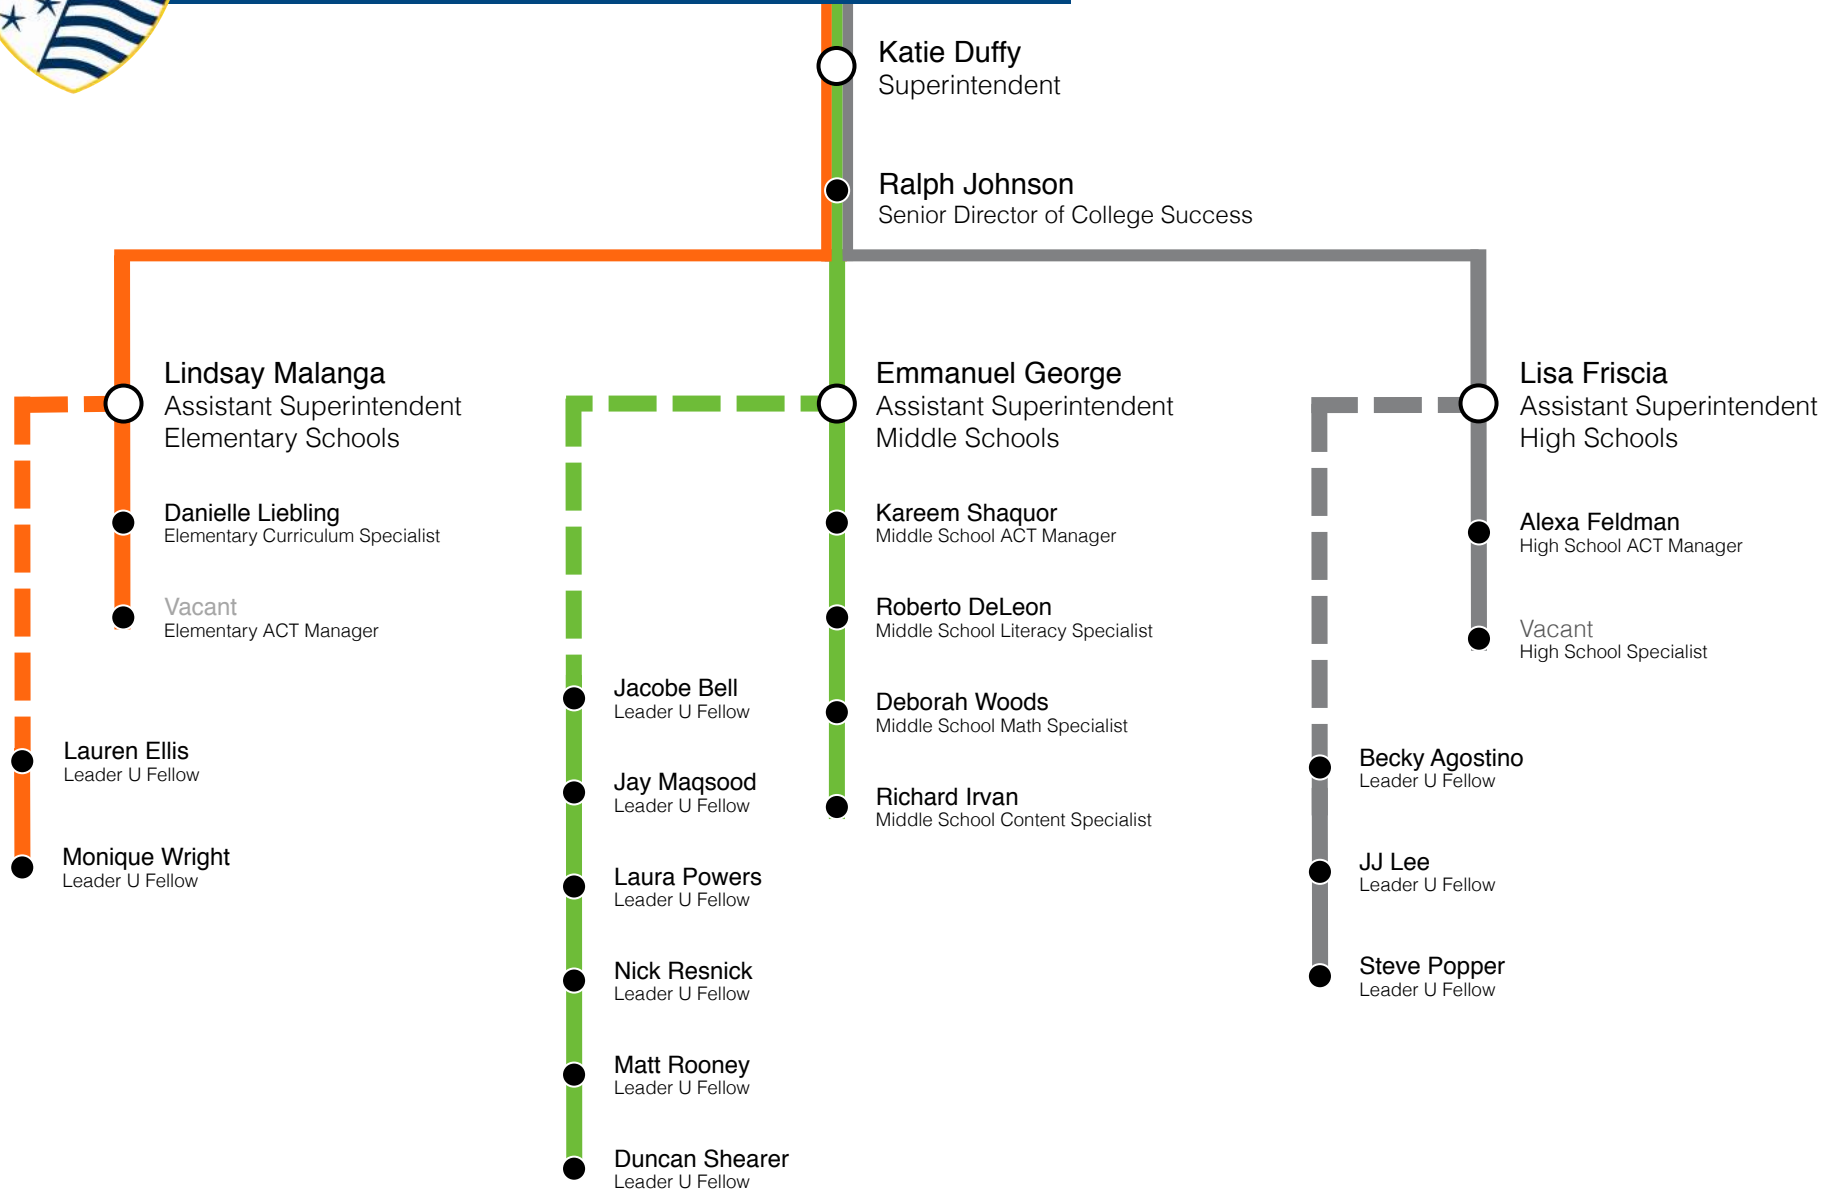 Katie Duffy
Superintendent
Ralph Johnson
Senior Director of College Success
Lindsay Malanga
Assistant Superintendent
Elementary Schools
Danielle Liebling
Elementary Curriculum Specialist
Vacant
Elementary ACT Manager
Lauren Ellis
Leader U Fellow
Monique Wright
Leader U Fellow
Emmanuel George
Assistant Superintendent
Middle Schools
Kareem Shaquor
Middle School ACT Manager
Roberto DeLeon
Middle School Literacy Specialist
Deborah Woods
Middle School Math Specialist
Richard Irvan
Middle School Content Specialist
Jacobe Bell
Leader U Fellow
Jay Maqsood
Leader U Fellow
Laura Powers
Leader U Fellow
Nick Resnick
Leader U Fellow
Matt Rooney
Leader U Fellow
Duncan Shearer
Leader U Fellow
Lisa Friscia
Assistant Superintendent
High Schools
Alexa Feldman
High School ACT Manager
Vacant
High School Specialist
Becky Agostino
Leader U Fellow
JJ Lee
Leader U Fellow
Steve Popper
Leader U Fellow